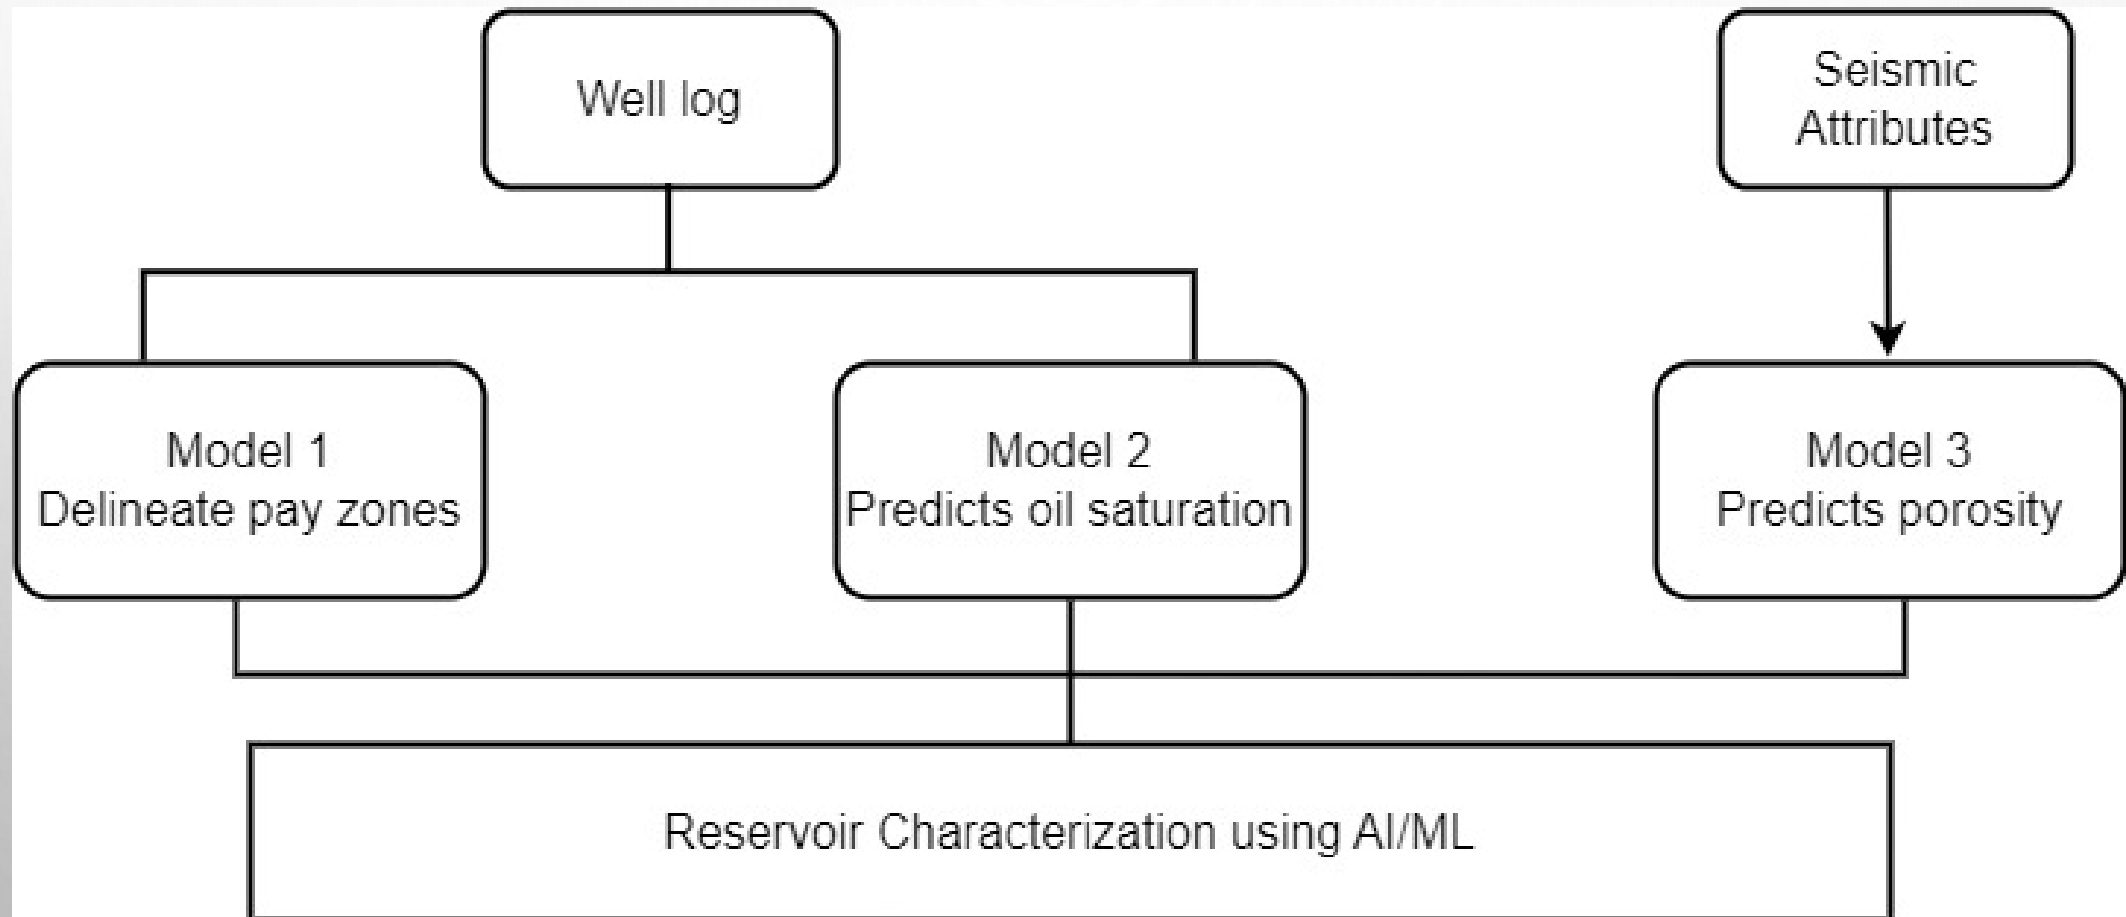 Well log
Seismic
Attributes
Model 1
Delineate pay zones
Model 2
Predicts oil saturation
Model 3
Predicts porosity
Reservoir Characterization using AI/ML